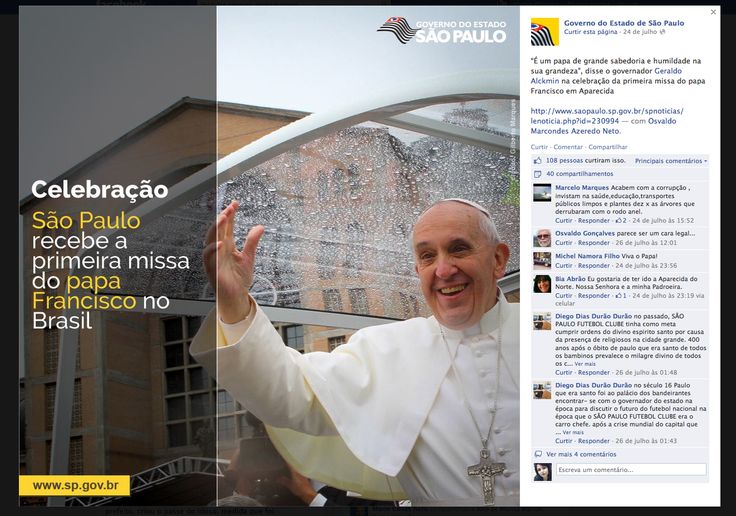 facebook
GOVERNO DO ESTADO
SÃO PAULO
Celebração
São Paulo
recebe a
primeira missa
do papa
Francisco no
Brasil
www.sp.gov.br
Governo do Estado de São Paulo
Curtir esta página · 24 de julho
"É um papa de grande sabedoria e humildade na
sua grandeza", disse o governador Geraldo
Alckmin na celebração da primeira missa do papa
Francisco em Aparecida
http://www.saopaulo.sp.gov.br/spnoticias/
lenoticia.php?id=230994 — com Osvaldo
Marcondes Azeredo Neto.
Curtir · Comentar · Compartilhar
108 pessoas curtiram isso.
Principais comentários
40 compartilhamentos
Marcelo Marques Acabem com a corrupção ,
invistam na saúde,educação,transportes
públicos limpos e plantes dez x as árvores que
derrubaram com o rodo anel.
Curtir · Responder · 2 · 24 de julho às 15:52
Osvaldo Gonçalves parece ser um cara legal...
Curtir · Responder · 26 de julho às 12:01
Michel Namora Filho Viva o Papa!
Curtir · Responder · 24 de julho às 23:56
Bia Abrão Eu gostaria de ter ido a Aparecida do
Norte. Nossa Senhora e a minha Padroeira.
Curtir · Responder · 1 · 24 de julho às 23:19 via
celular
Diego Dias Durão Durão no passado, SÃO
PAULO FUTEBOL CLUBE tinha como meta
cumprir ordens do divino espirito santo por causa
da presença de religiosos na cidade grande. 400
anos após o óbito de paulo que era santo de todos
os bambinos prevalece o milagre divino de todos
os c... Ver mais
Curtir · Responder · 26 de julho às 01:48
Diego Dias Durão Durão no século 16 Paulo
que era santo foi ao palácio dos bandeirantes
encontrar- se com o governador do estado na
época para discutir o futuro do futebol nacional na
época que o SÃO PAULO FUTEBOL CLUBE era o
carro chefe. após a crise mundial do capital que
... Ver mais
Curtir · Responder · 26 de julho às 01:43
Ver mais 4 comentários
Escreva um comentário...